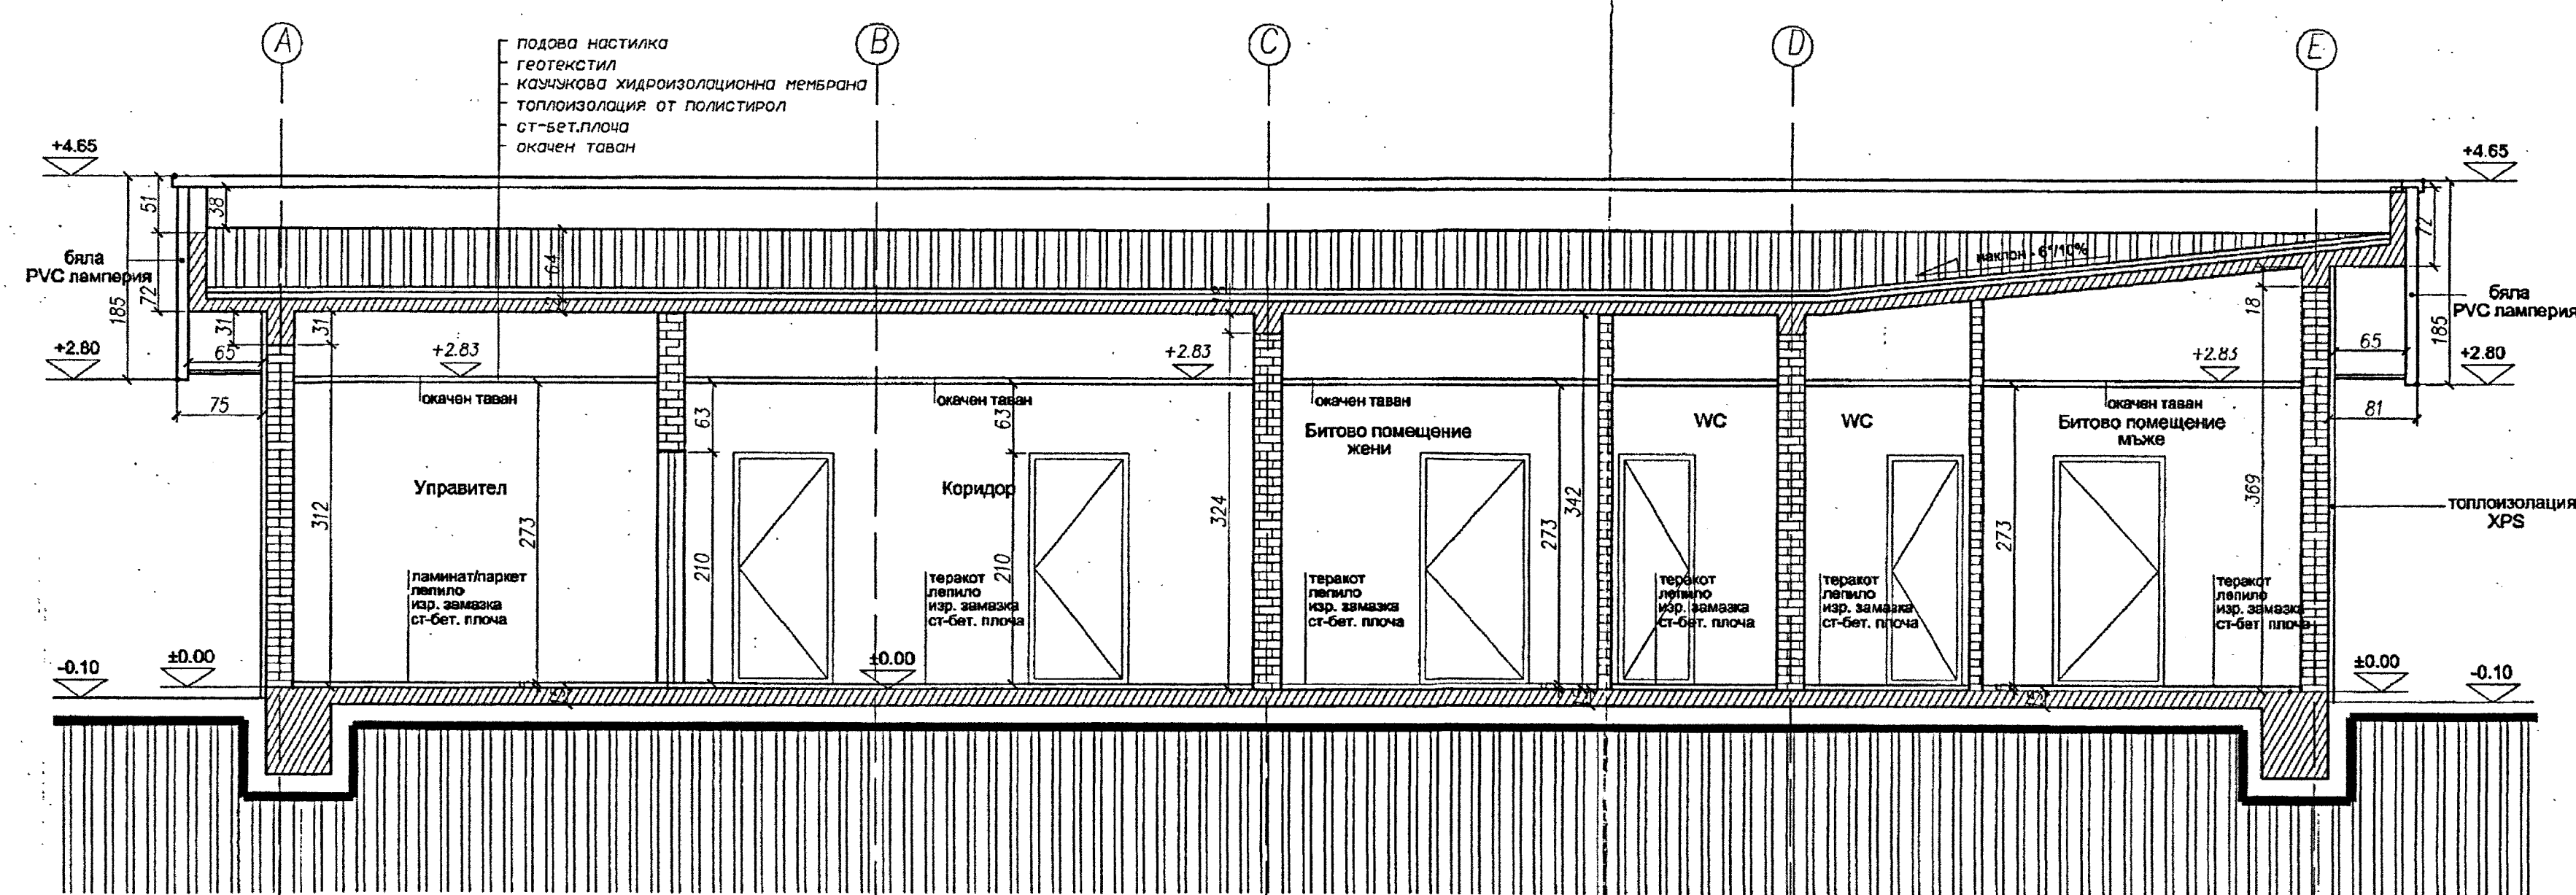 A
B
C
D
E
подова настилка
геотекстил
каучукова хидроизолационна мембрана
топлоизолация от полистирол
ст-бет.плоча
окачен таван
+4.65
+4.65
51
38
72
185
64
наклон - 6°/10%
72
бяла
PVC ламперия
бяла
PVC ламперия
185
31
31
18
65
65
+2.80
+2.83
+2.83
+2.83
+2.80
75
81
окачен таван
окачен таван
окачен таван
окачен таван
63
63
Битово помещение
жени
WC
WC
Битово помещение
мъже
Управител
Коридор
312
273
210
210
324
273
342
273
369
топлоизолация
XPS
ламинат/паркет
лепило
изр. замазка
ст-бет. плоча
теракот
лепило
изр. замазка
ст-бет. плоча
теракот
лепило
изр. замазка
ст-бет. плоча
теракот
лепило
изр. замазка
ст-бет. плоча
теракот
лепило
изр. замазка
ст-бет. плоча
теракот
лепило
изр. замазка
ст-бет. плоча
-0.10
±0.00
±0.00
±0.00
-0.10